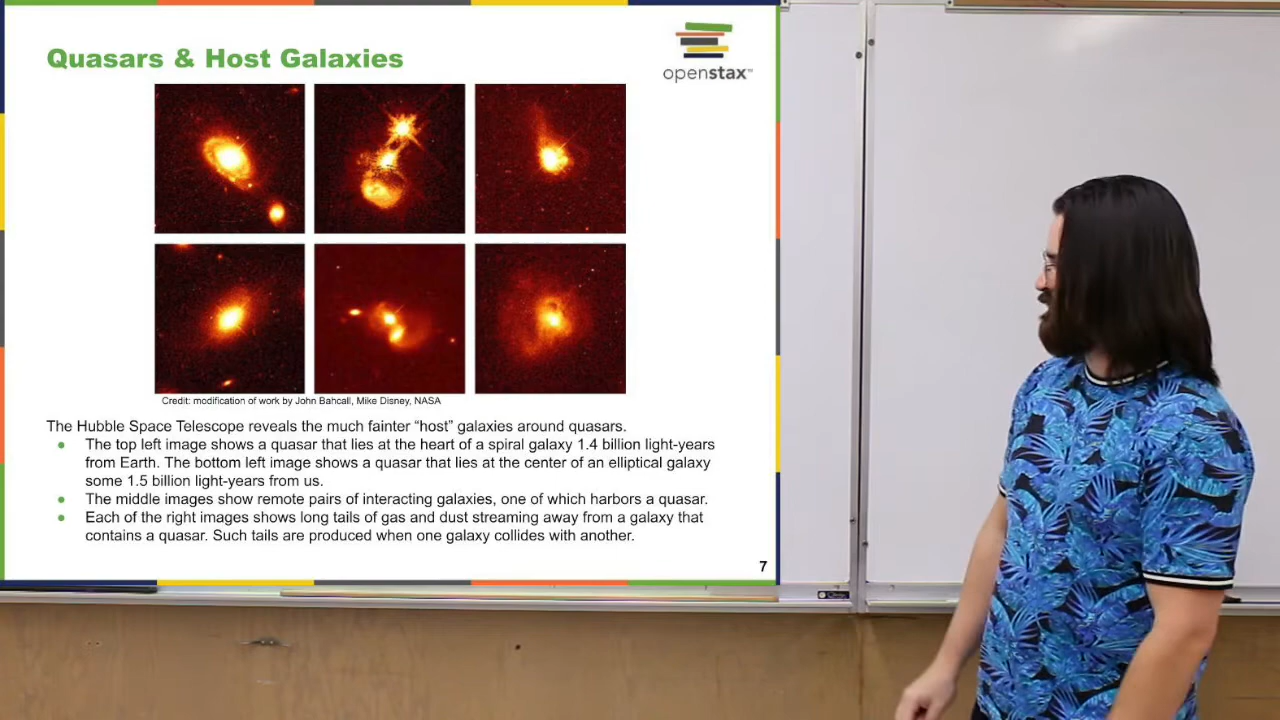 Quasars & Host Galaxies
openstax™
Credit: modification of work by John Bahcall, Mike Disney, NASA
The Hubble Space Telescope reveals the much fainter “host” galaxies around quasars.
● The top left image shows a quasar that lies at the heart of a spiral galaxy 1.4 billion light-years
from Earth. The bottom left image shows a quasar that lies at the center of an elliptical galaxy
some 1.5 billion light-years from us.
● The middle images show remote pairs of interacting galaxies, one of which harbors a quasar.
● Each of the right images shows long tails of gas and dust streaming away from a galaxy that
contains a quasar. Such tails are produced when one galaxy collides with another.
7